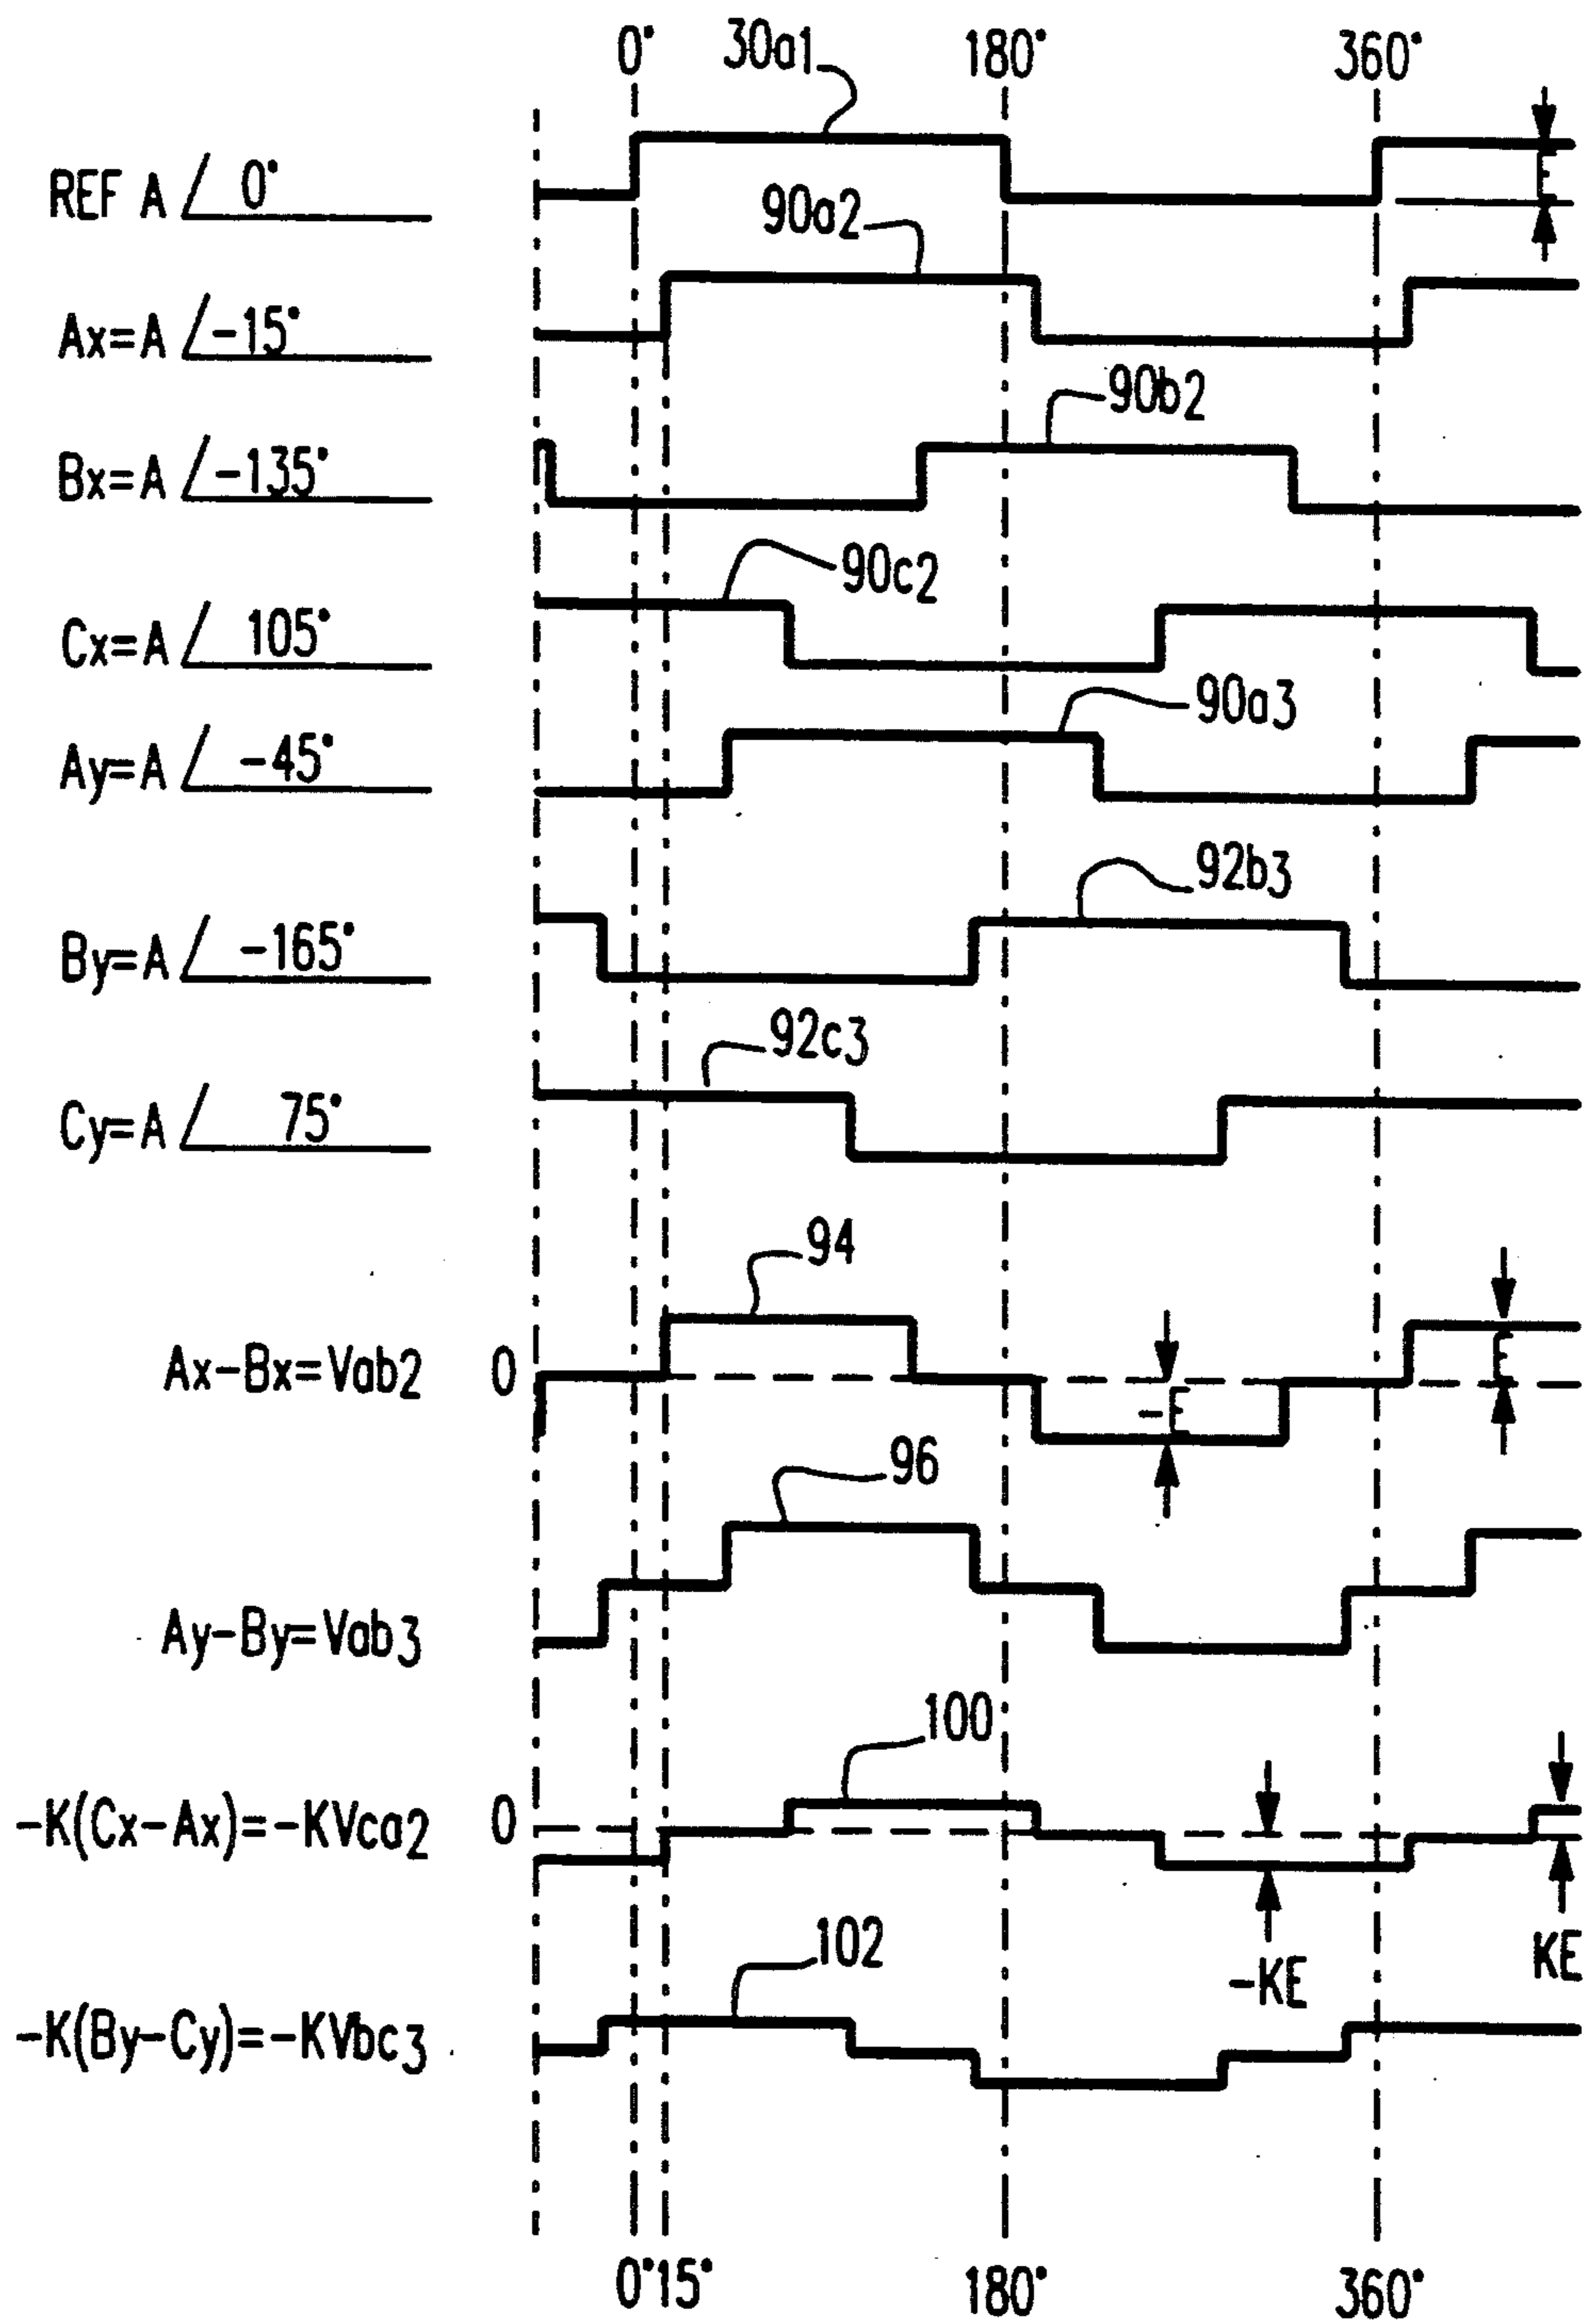 0° 30a1 180° 360°
REF A ∕ 0° E
90a2
Ax=A ∕ -15°
90b2
Bx=A ∕ -135°
90c2
Cx=A ∕ 105°
90a3
Ay=A ∕ -45°
92b3
By=A ∕ -165°
92c3
Cy=A ∕ 75°
94
Ax-Bx=Vab2 0 -E E
96
Ay-By=Vab3
100
-K(Cx-Ax)=-KVca2 0
-KE KE
102
-K(By-Cy)=-KVbc3
0° 15° 180° 360°